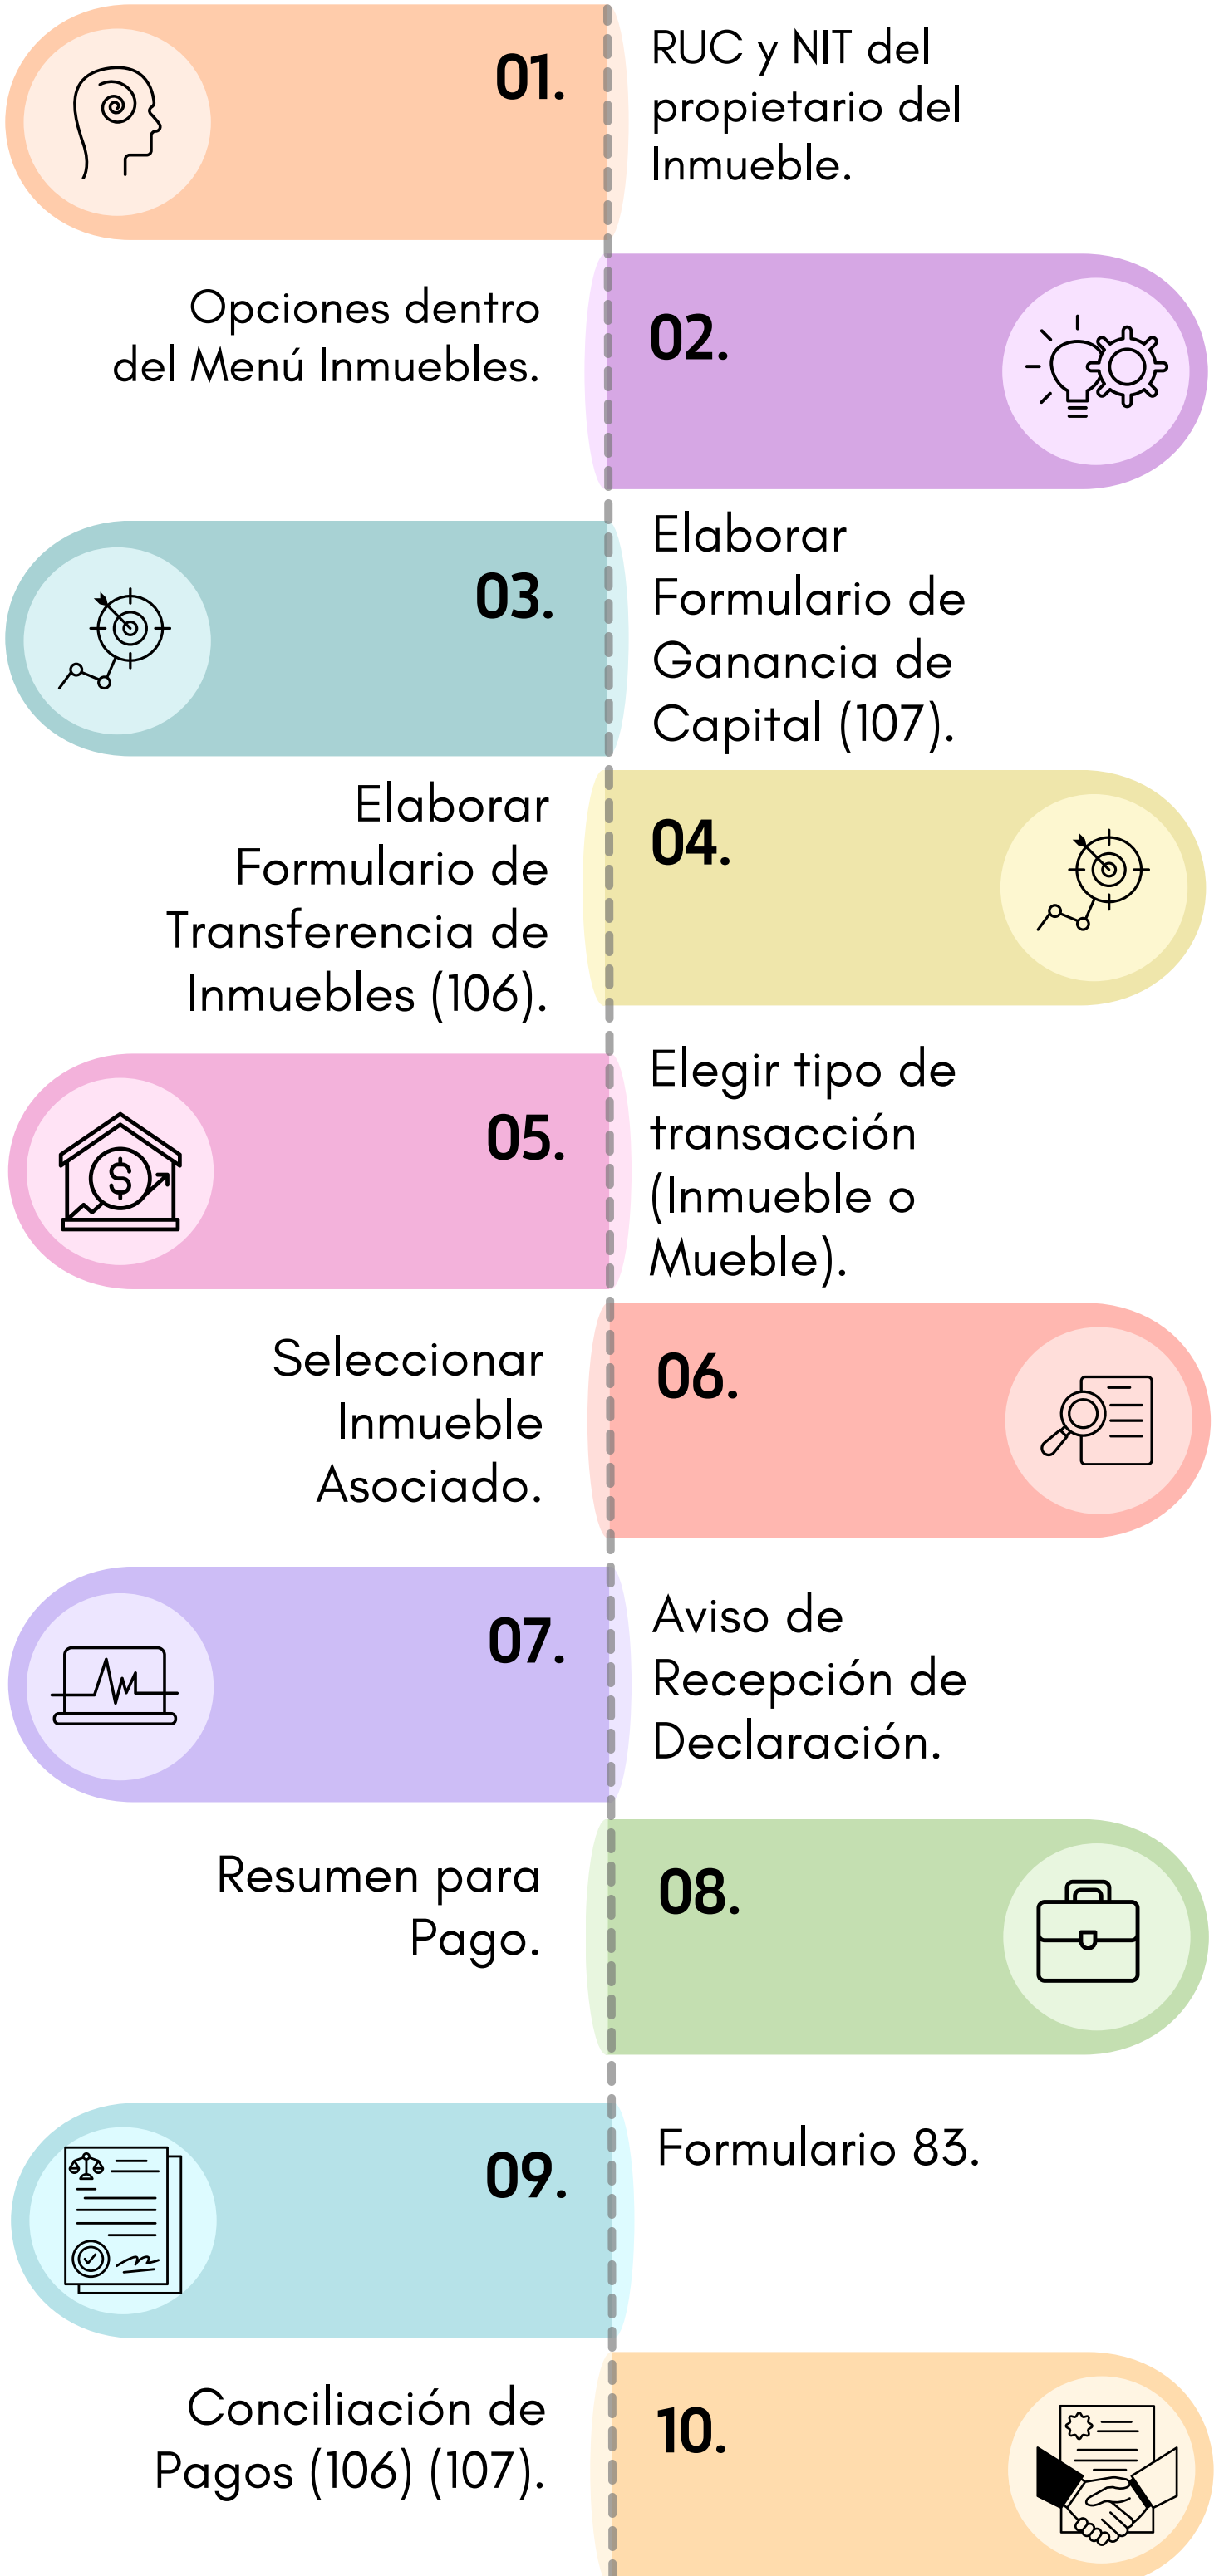 01.
RUC y NIT del
propietario del
Inmueble.
02.
Opciones dentro
del Menú Inmuebles.
03.
Elaborar
Formulario de
Ganancia de
Capital (107).
04.
Elaborar
Formulario de
Transferencia de
Inmuebles (106).
05.
Elegir tipo de
transacción
(Inmueble o
Mueble).
06.
Seleccionar
Inmueble
Asociado.
07.
Aviso de
Recepción de
Declaración.
08.
Resumen para
Pago.
09.
Formulario 83.
10.
Conciliación de
Pagos (106) (107).